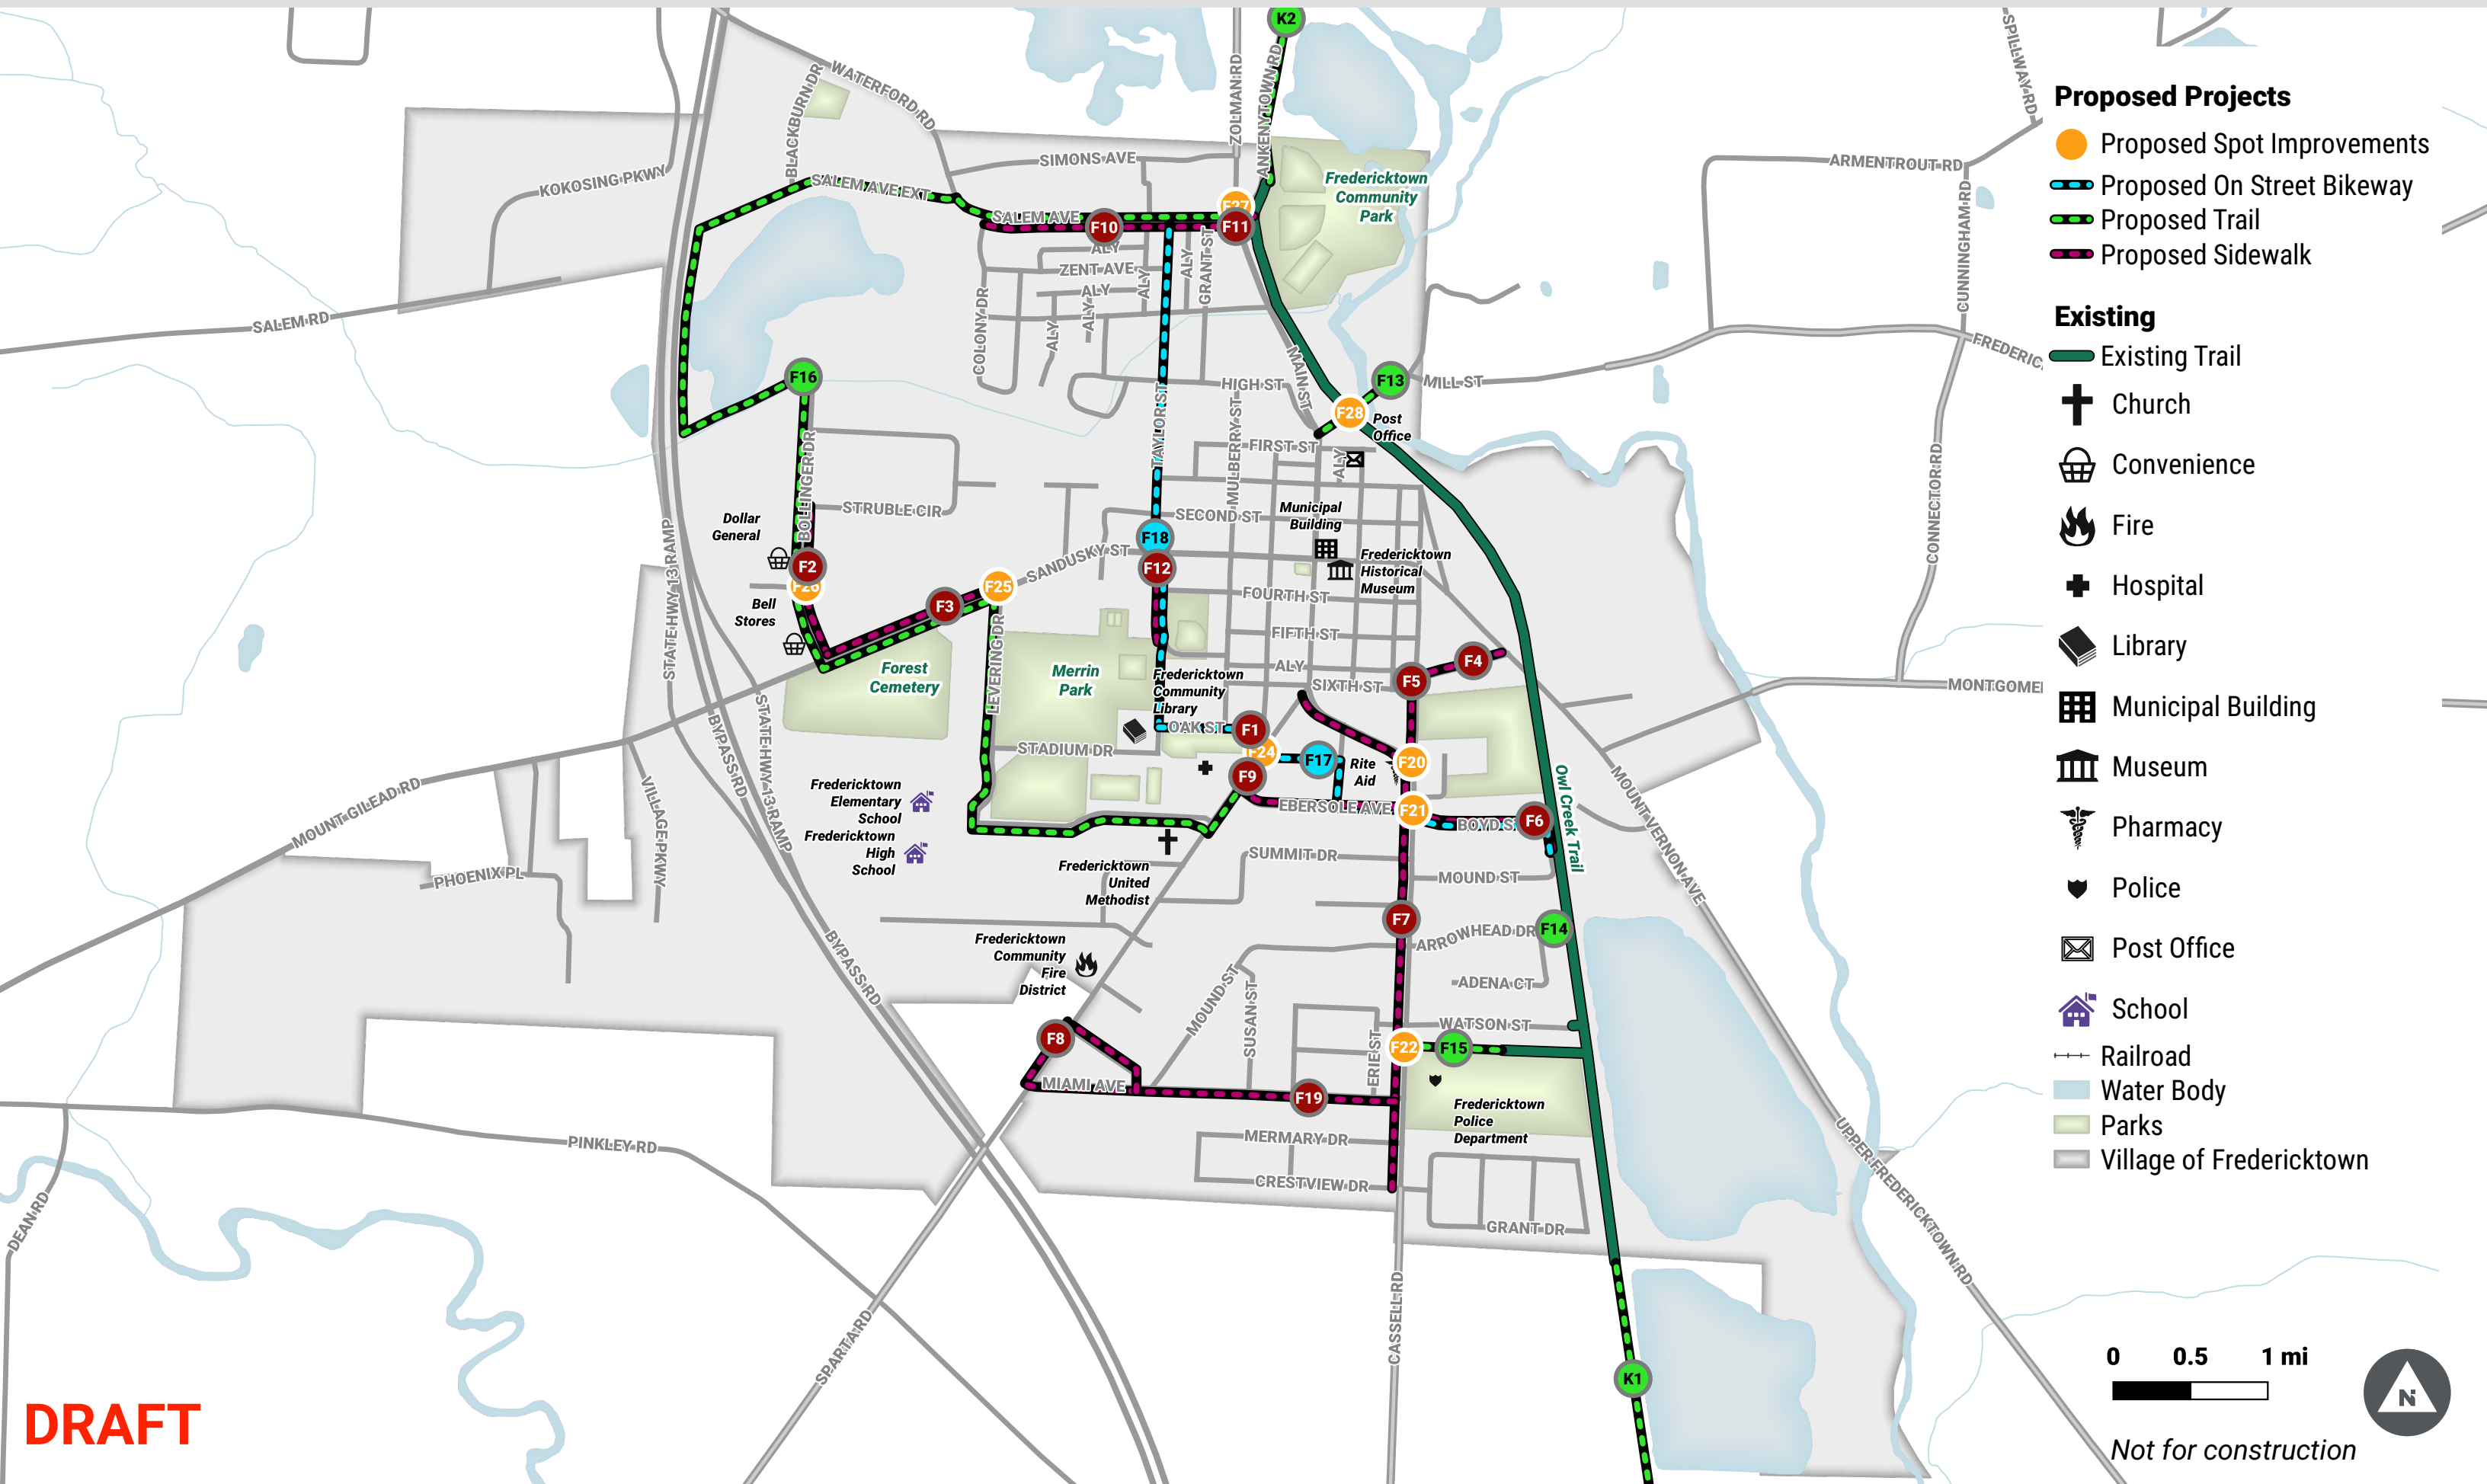 K2
SPILLWAY RD
WATERFORD RD
BLACKBURN DR
ZOLMAN RD
ANKENYTOWN RD
KOKOSING PKWY
SIMONS AVE
ARMENTROUT RD
CUNNINGHAM RD
SALEM AVE EXT
SALEM AVE
F10
F27
F11
Fredericktown
Community
Park
ALY
ZENT AVE
ALY
ALY
ALY
ALY
ALY
GRANT ST
COLONY DR
SALEM RD
MAIN ST
FREDERIC
F16
HIGH ST
F13
MILL ST
F28
Post
Office
TAYLOR ST
MULBERRY ST
FIRST ST
ALY
BOLLINGER DR
STRUBLE CIR
CONNECTOR RD
Dollar
General
SECOND ST
Municipal
Building
F18
SANDUSKY ST
F12
Fredericktown
Historical
Museum
STATE HWY 13 RAMP
F2
F26
F25
F3
FOURTH ST
Bell
Stores
FIFTH ST
LEVERING DR
Forest
Cemetery
Merrin
Park
Fredericktown
Community
Library
ALY
SIXTH ST
F4
F5
MONTGOME
OAK ST
F1
STADIUM DR
F24
F17
Rite
Aid
F20
F9
EBERSOLE AVE
F21
BOYD S
F6
Owl Creek Trail
BYPASS RD
STATE HWY 13 RAMP
VILLAGE PKWY
MOUNT GILEAD RD
Fredericktown
Elementary
School
Fredericktown
High
School
MOUNT VERNON AVE
PHOENIX PL
Fredericktown
United
Methodist
SUMMIT DR
MOUND ST
F7
ARROWHEAD DR
F14
Fredericktown
Community
Fire
District
BYPASS RD
ADENA CT
MOUND ST
SUSAN ST
WATSON ST
F8
F22
F15
ERIE ST
MIAMI AVE
F19
Fredericktown
Police
Department
MERMARY DR
PINKLEY RD
CRESTVIEW DR
GRANT DR
UPPER FREDERICKTOWN RD
DEAN RD
SPARTA RD
CASSELL RD
K1
DRAFT
Proposed Projects
Proposed Spot Improvements
Proposed On Street Bikeway
Proposed Trail
Proposed Sidewalk
Existing
Existing Trail
Church
Convenience
Fire
Hospital
Library
Municipal Building
Museum
Pharmacy
Police
Post Office
School
Railroad
Water Body
Parks
Village of Fredericktown
0 0.5 1 mi
N
Not for construction